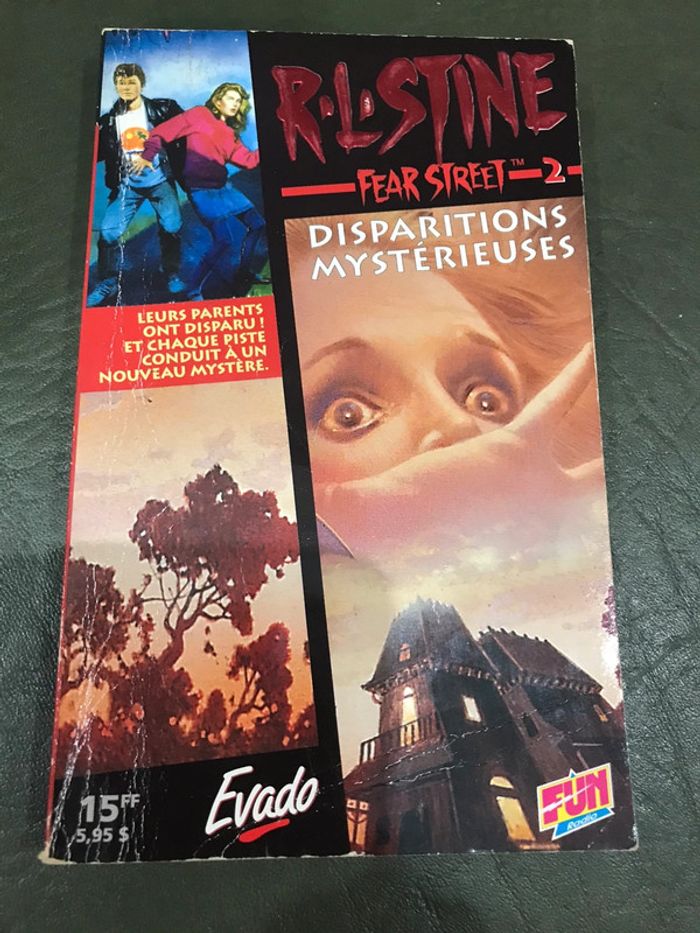 R.L.STINE
FEAR STREET™ 2
DISPARITIONS
MYSTÉRIEUSES
LEURS PARENTS
ONT DISPARU !
ET CHAQUE PISTE
CONDUIT À UN
NOUVEAU MYSTÈRE.
15FF
5,95 $
Evado
FUN
Radio